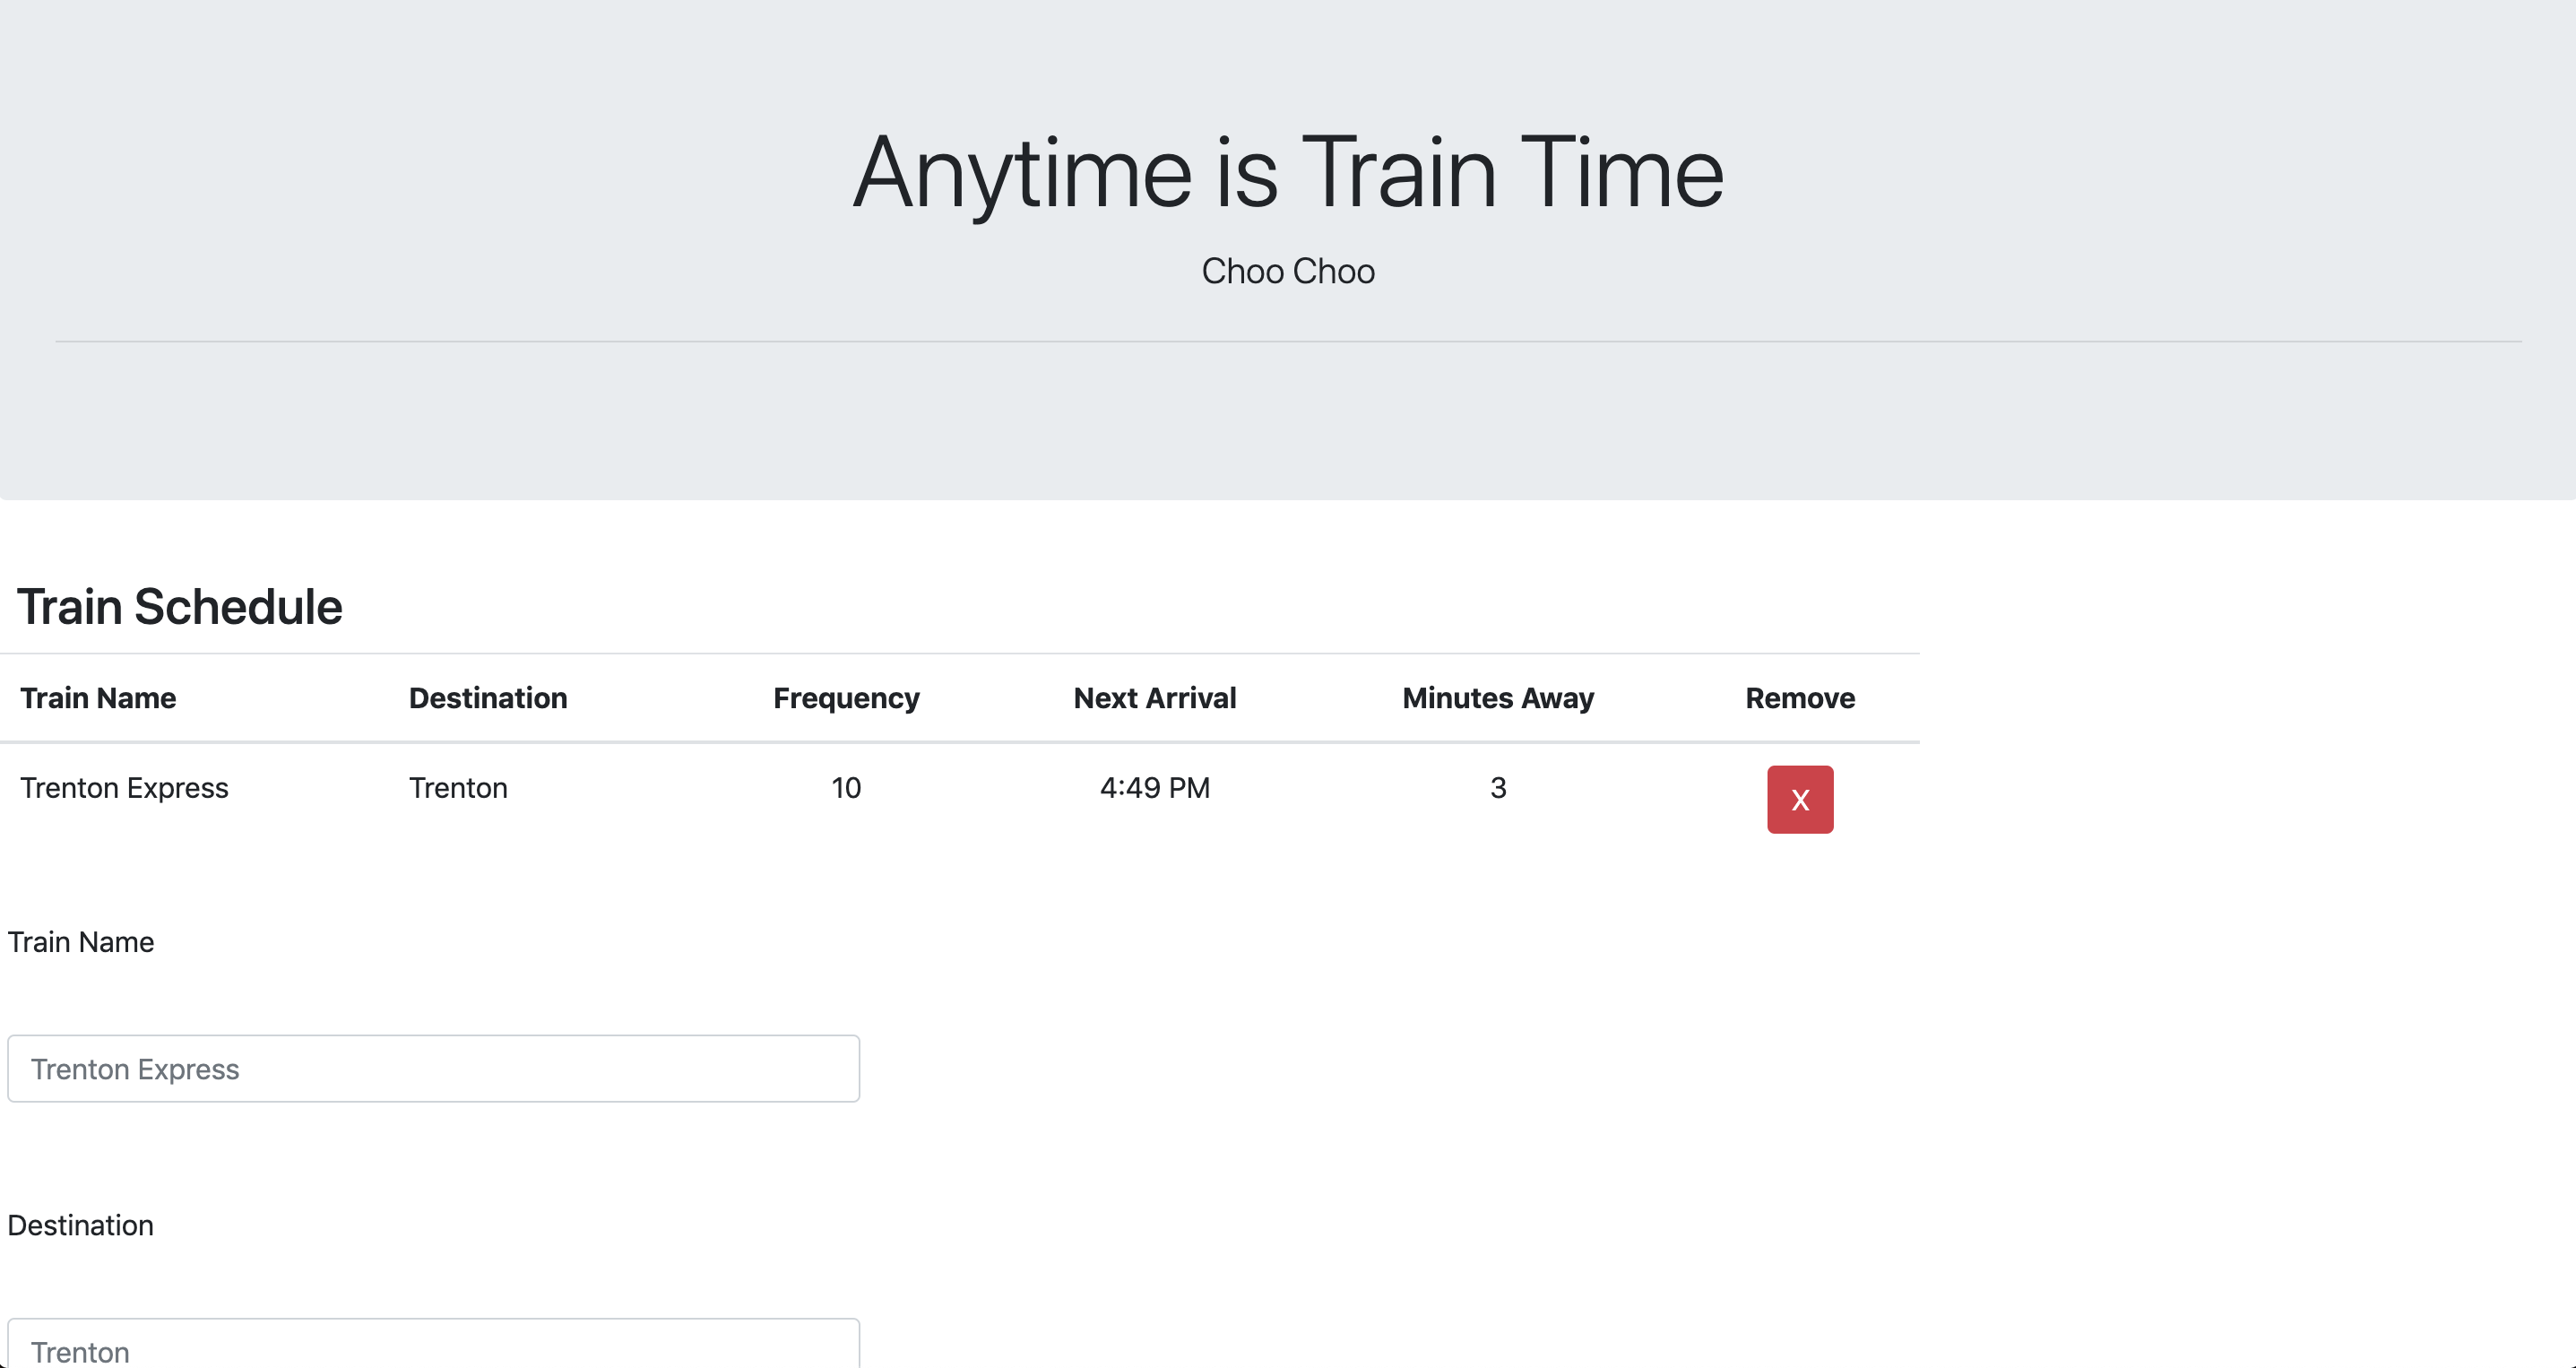 Anytime is Train Time
Choo Choo
Train Schedule
Train Name Destination Frequency Next Arrival Minutes Away Remove
Trenton Express Trenton 10 4:49 PM 3 X
Train Name
Trenton Express
Destination
Trenton